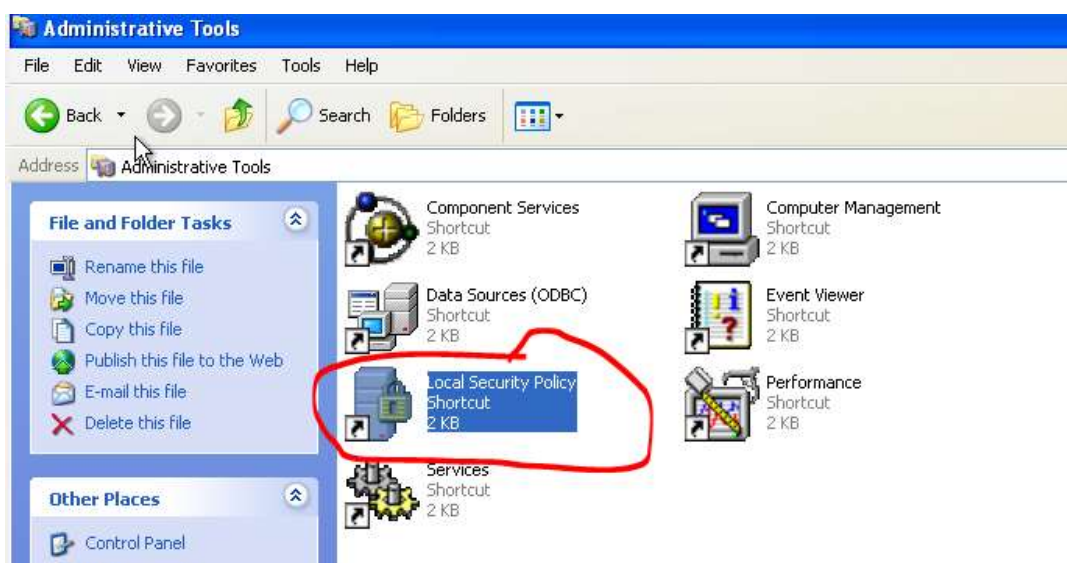 Administrative Tools
File Edit View Favorites Tools Help
Back Search Folders
Address Administrative Tools
File and Folder Tasks
Rename this file
Move this file
Copy this file
Publish this file to the Web
E-mail this file
Delete this file
Other Places
Control Panel
Component Services
Shortcut
2 KB
Computer Management
Shortcut
2 KB
Data Sources (ODBC)
Shortcut
2 KB
Event Viewer
Shortcut
2 KB
Local Security Policy
Shortcut
2 KB
Performance
Shortcut
2 KB
Services
Shortcut
2 KB